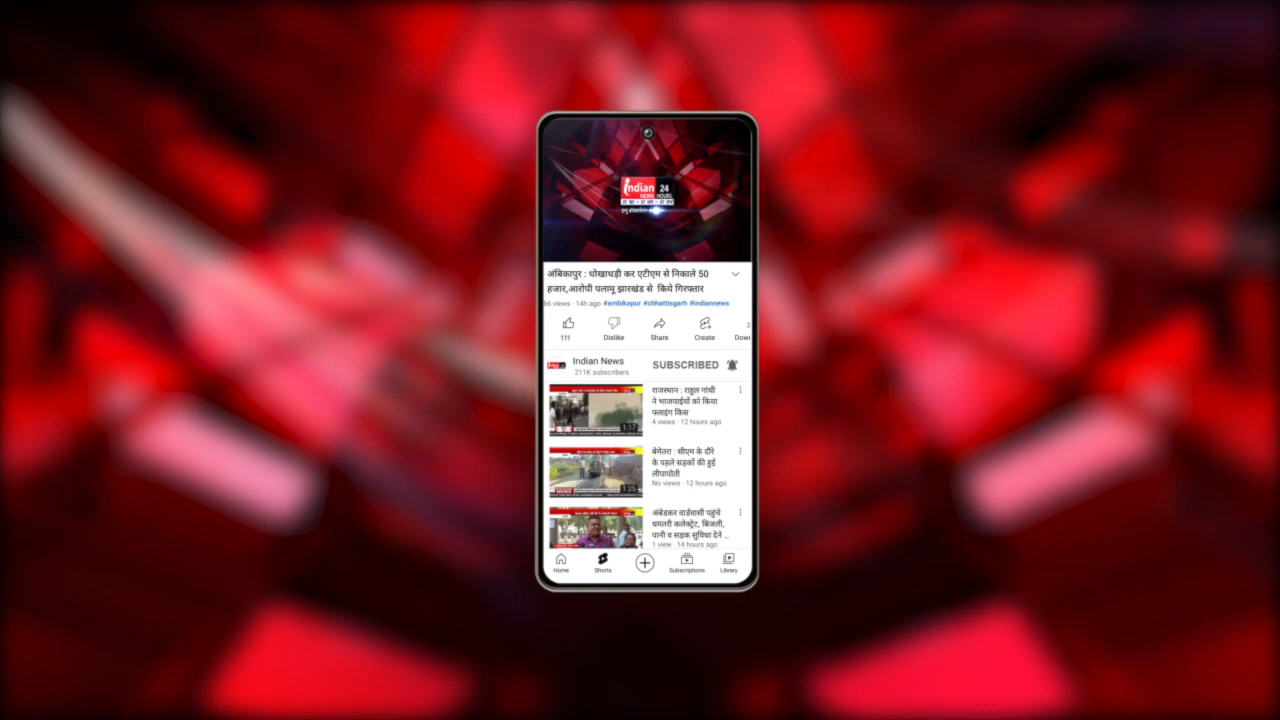 indian 24
NEWS HOURS
अंबिकापुर : धोखाधड़ी कर एटीएम से निकाले 50
हजार,आरोपी पलामू झारखंड से किये गिरफ्तार
66 views · 14h ago #ambikapur #chhattisgarh #indiannews
111
Dislike
Share
Create
Indian News
211K subscribers
SUBSCRIBED
राजस्थान : राहुल गांधी
ने भाजपाईयों को किया
फ्लाइंग किस
4 views · 12 hours ago
1:17
बेमेतरा : सीएम के दौरे
के पहले सड़कों की हुई
लीपापोती
No views · 12 hours ago
1:25
अंबेडकर वार्डवासी पहुंचे
धमतरी कलेक्ट्रेट, बिजली,
पानी व सड़क सुविधा देने ...
1 view · 14 hours ago
Home
Shorts
Subscriptions
Library